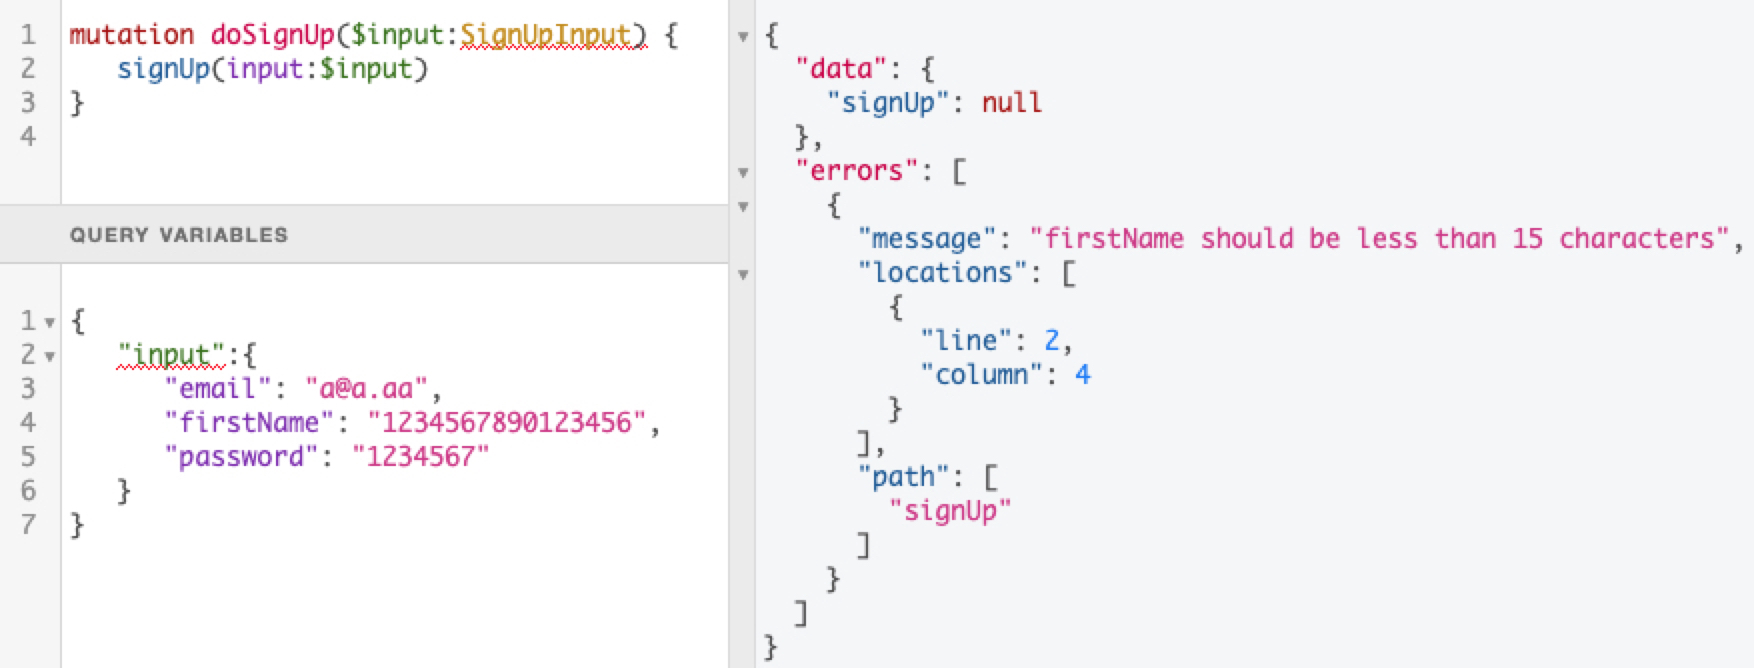 1 mutation doSignUp($input:SignUpInput) {
2 signUp(input:$input)
3 }
4
QUERY VARIABLES
1 {
2 "input":{
3 "email": "a@a.aa",
4 "firstName": "1234567890123456",
5 "password": "1234567"
6 }
7 }
{
"data": {
"signUp": null
},
"errors": [
{
"message": "firstName should be less than 15 characters",
"locations": [
{
"line": 2,
"column": 4
}
],
"path": [
"signUp"
]
}
]
}